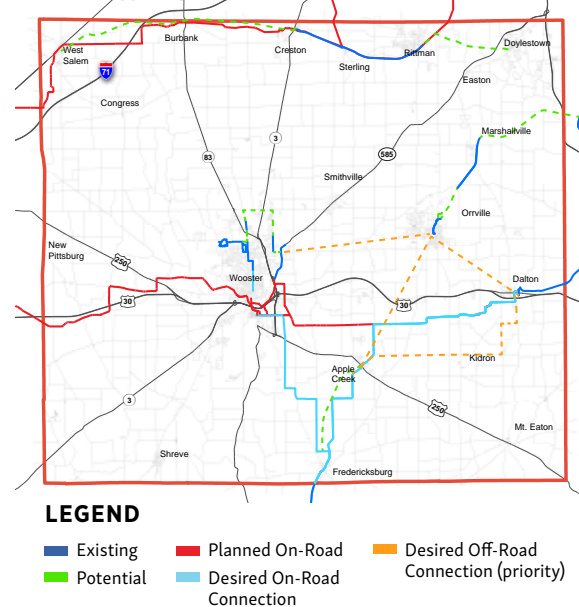 Burbank
West
Salem
Creston
Sterling
Rittman
Doylestown
Easton
71
Congress
3
83
585
Marshallville
Smithville
Orrville
New
Pittsburg
250
Wooster
Dalton
30
30
Apple
Creek
Kidron
3
250
Mt. Eaton
Shreve
Fredericksburg
LEGEND
Existing
Planned On-Road
Desired Off-Road
Connection (priority)
Potential
Desired On-Road
Connection